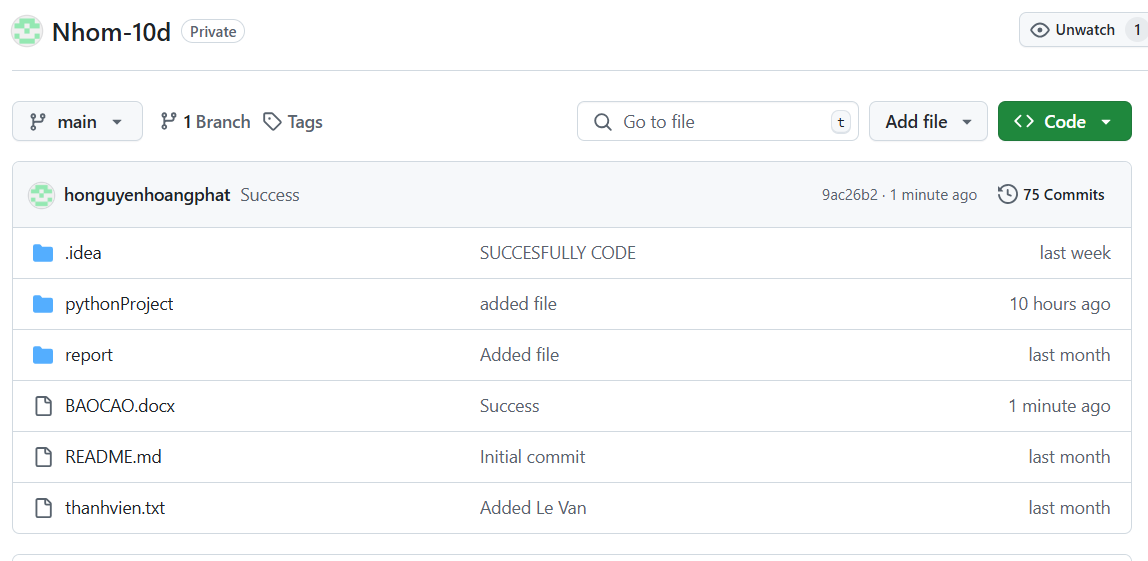 Nhom-10d Private Unwatch 1
main 1 Branch Tags Go to file t Add file Code
honguyenhoangphat Success 9ac26b2 · 1 minute ago 75 Commits
.idea SUCCESFULLY CODE last week
pythonProject added file 10 hours ago
report Added file last month
BAOCAO.docx Success 1 minute ago
README.md Initial commit last month
thanhvien.txt Added Le Van last month